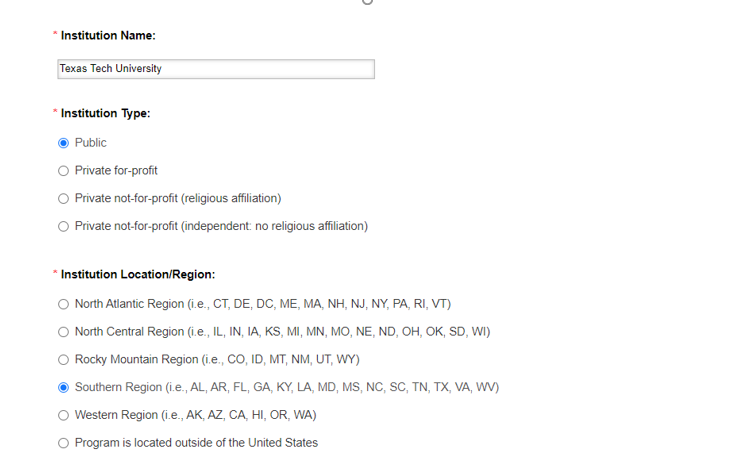 * Institution Name:
Texas Tech University
* Institution Type:
Public
Private for-profit
Private not-for-profit (religious affiliation)
Private not-for-profit (independent: no religious affiliation)
* Institution Location/Region:
North Atlantic Region (i.e., CT, DE, DC, ME, MA, NH, NJ, NY, PA, RI, VT)
North Central Region (i.e., IL, IN, IA, KS, MI, MN, MO, NE, ND, OH, OK, SD, WI)
Rocky Mountain Region (i.e., CO, ID, MT, NM, UT, WY)
Southern Region (i.e., AL, AR, FL, GA, KY, LA, MD, MS, NC, SC, TN, TX, VA, WV)
Western Region (i.e., AK, AZ, CA, HI, OR, WA)
Program is located outside of the United States